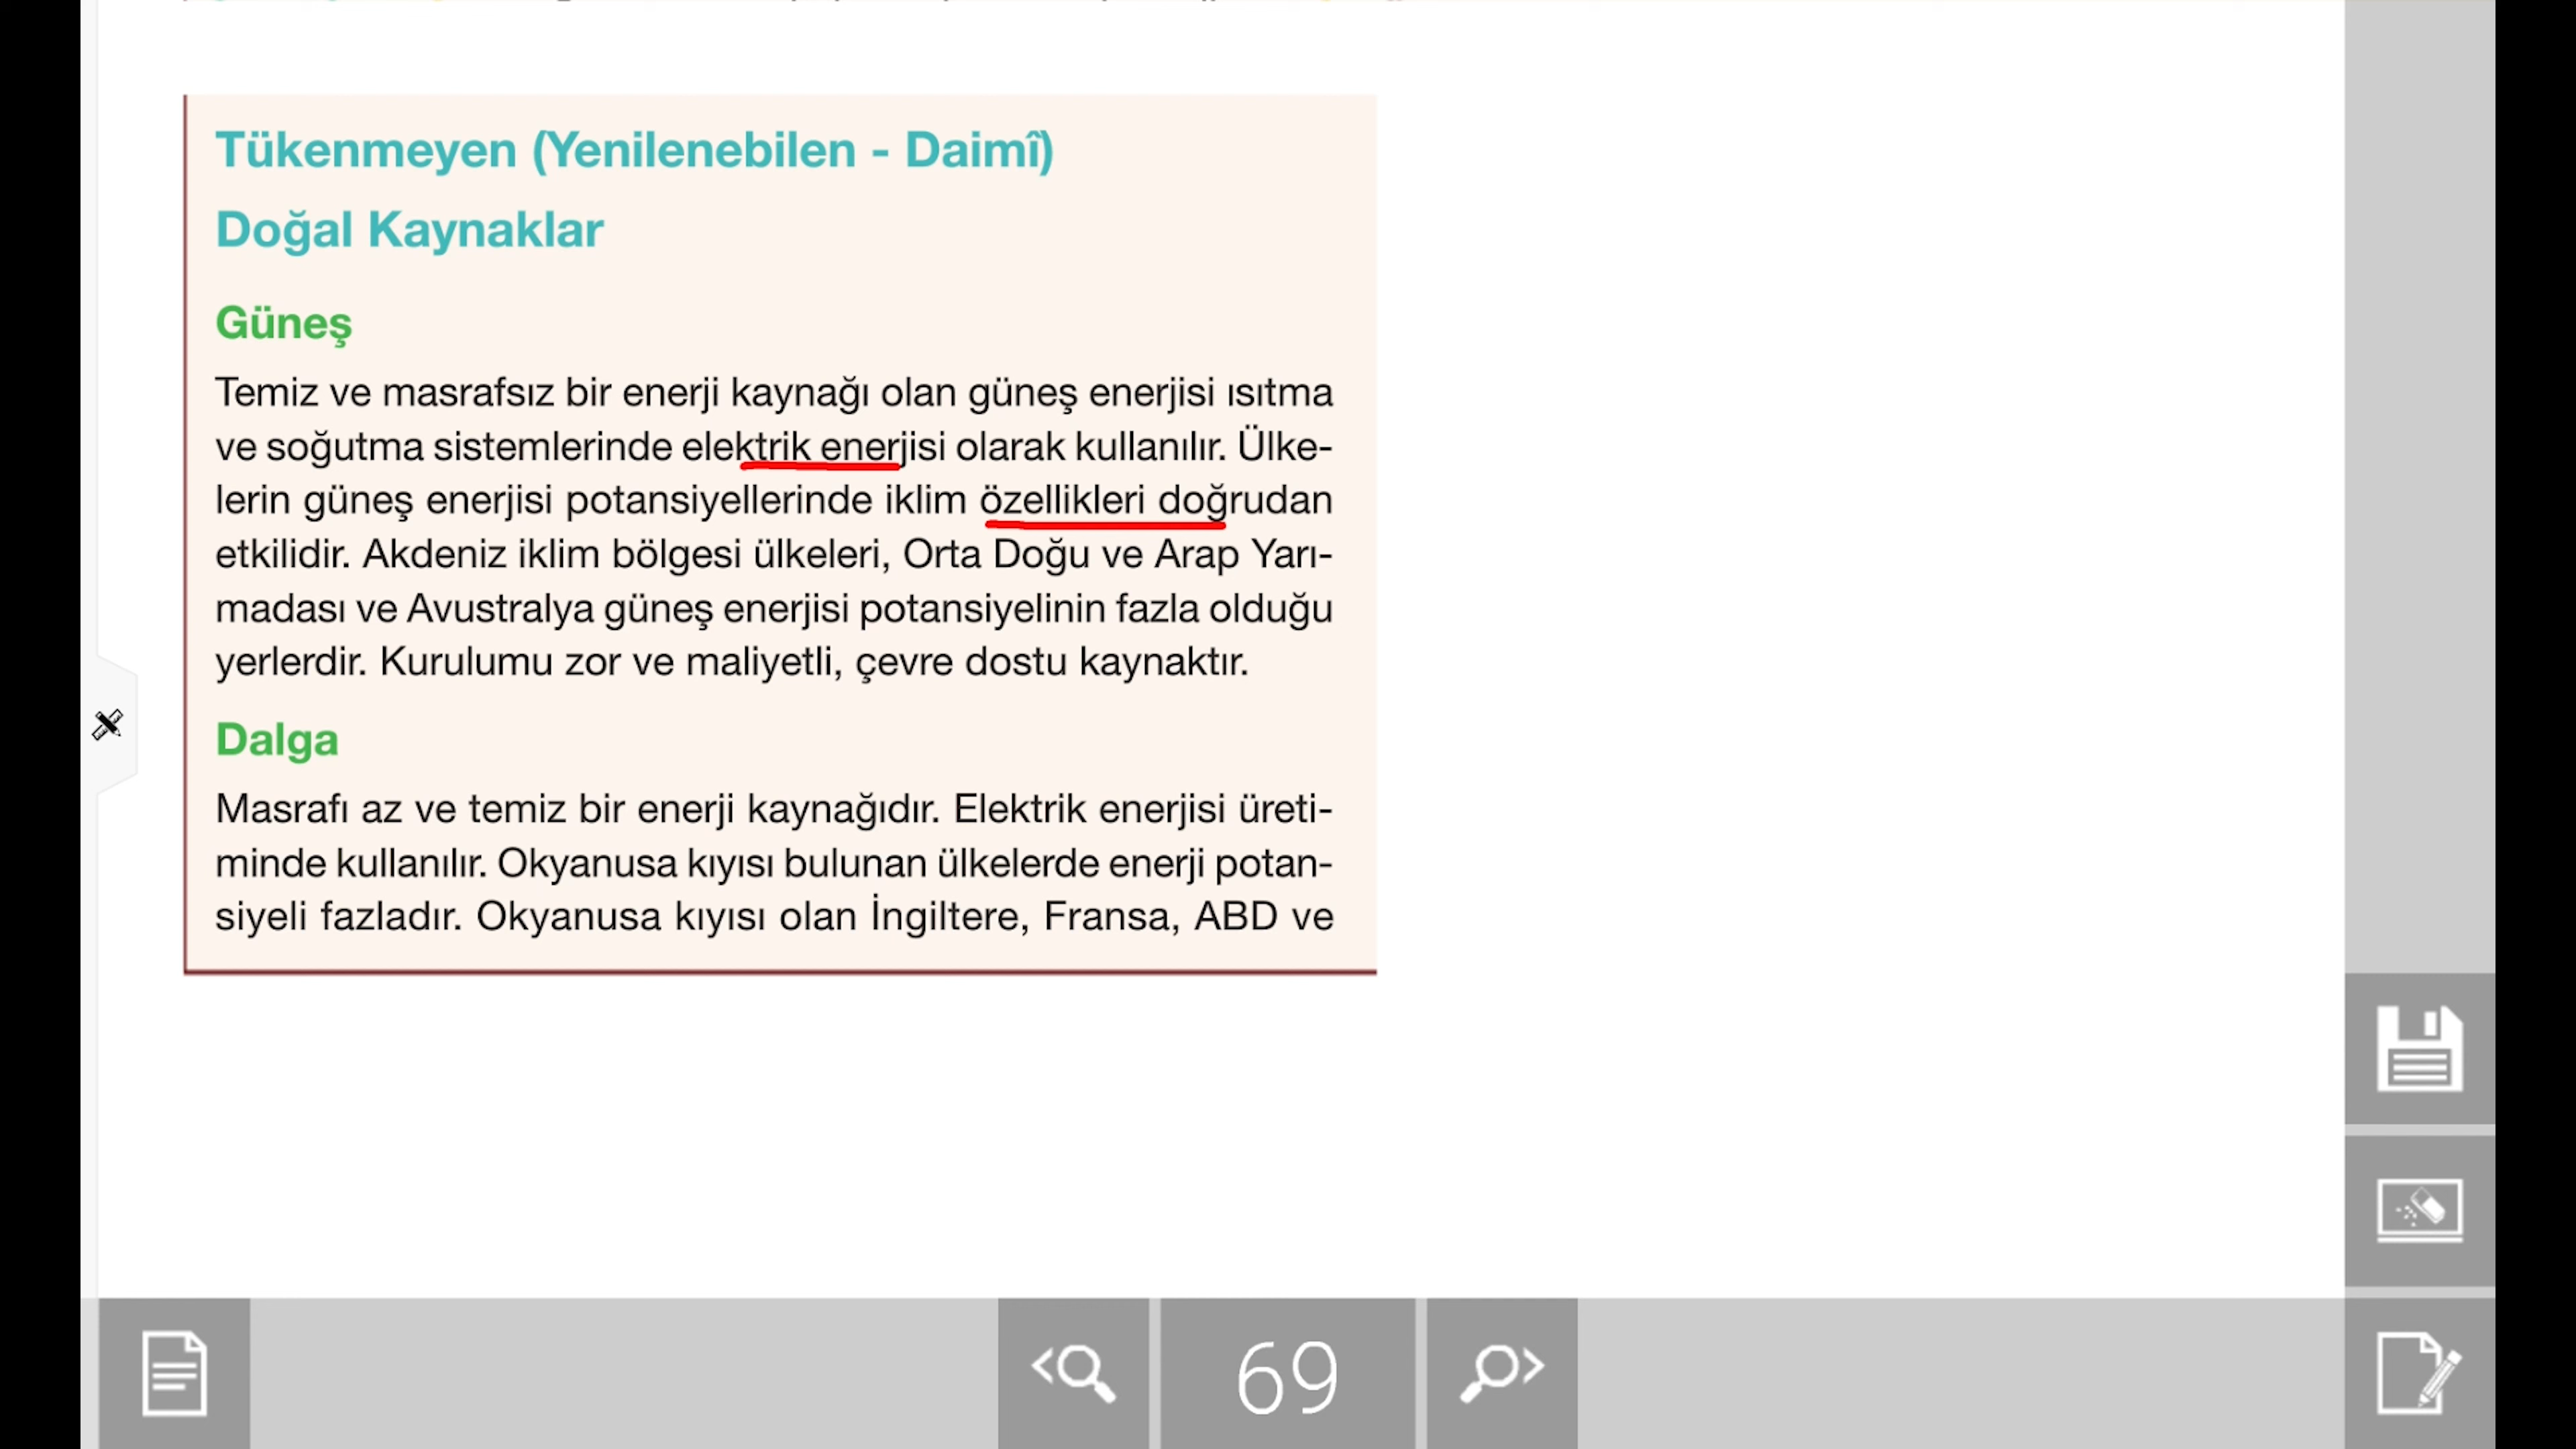 Tükenmeyen (Yenilenebilen - Daimî)
Doğal Kaynaklar
Güneş
Temiz ve masrafsız bir enerji kaynağı olan güneş enerjisi ısıtma
ve soğutma sistemlerinde elektrik enerjisi olarak kullanılır. Ülke-
lerin güneş enerjisi potansiyellerinde iklim özellikleri doğrudan
etkilidir. Akdeniz iklim bölgesi ülkeleri, Orta Doğu ve Arap Yarı-
madası ve Avustralya güneş enerjisi potansiyelinin fazla olduğu
yerlerdir. Kurulumu zor ve maliyetli, çevre dostu kaynaktır.
Dalga
Masrafı az ve temiz bir enerji kaynağıdır. Elektrik enerjisi üreti-
minde kullanılır. Okyanusa kıyısı bulunan ülkelerde enerji potan-
siyeli fazladır. Okyanusa kıyısı olan İngiltere, Fransa, ABD ve
69